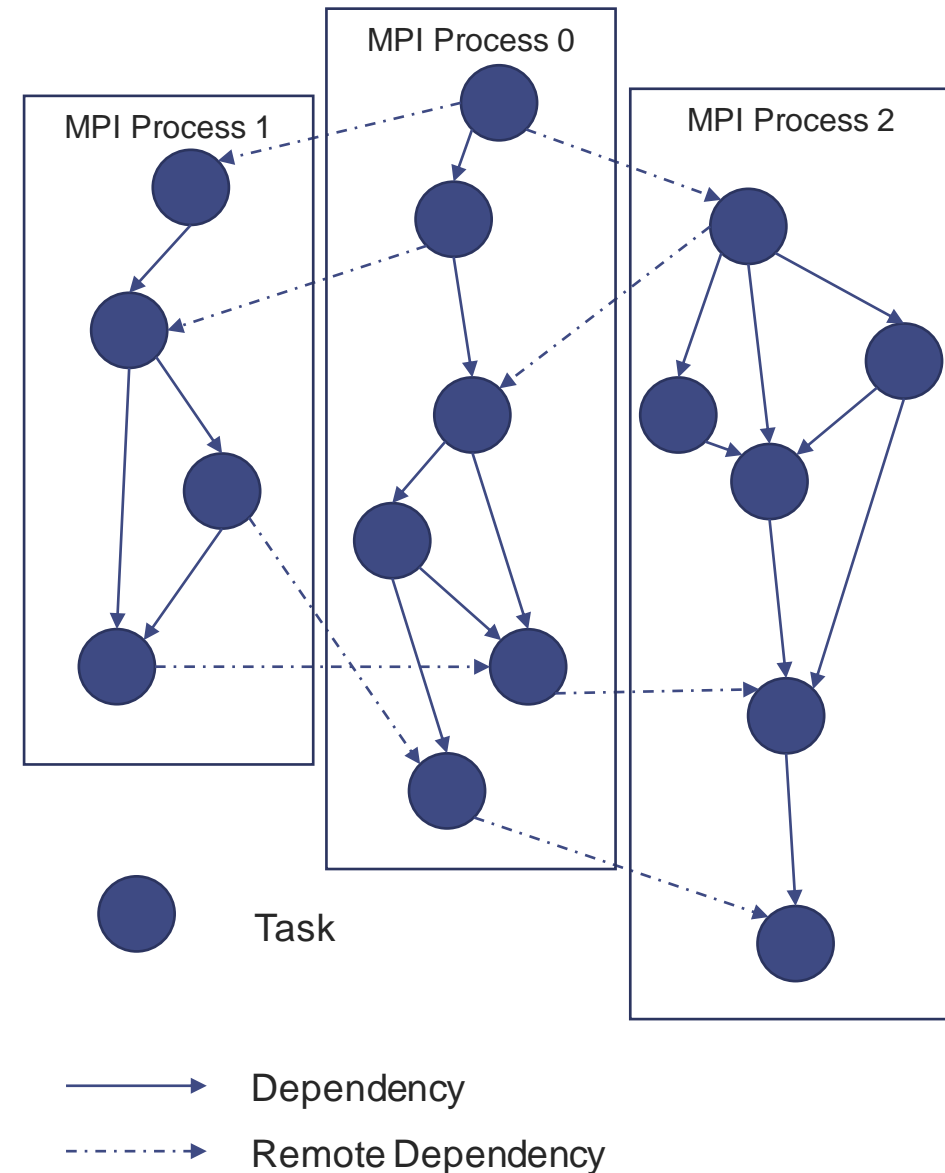 MPI Process 0
MPI Process 1
MPI Process 2
Task
Dependency
Remote Dependency